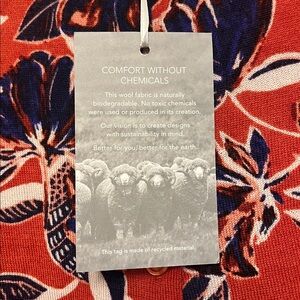 COMFORT WITHOUT
CHEMICALS
This wool fabric is naturally
biodegradable. No toxic chemicals
were used or produced in its creation.
Our vision is to create designs
with sustainability in mind.
Better for you, better for the earth.
This tag is made of recycled material.